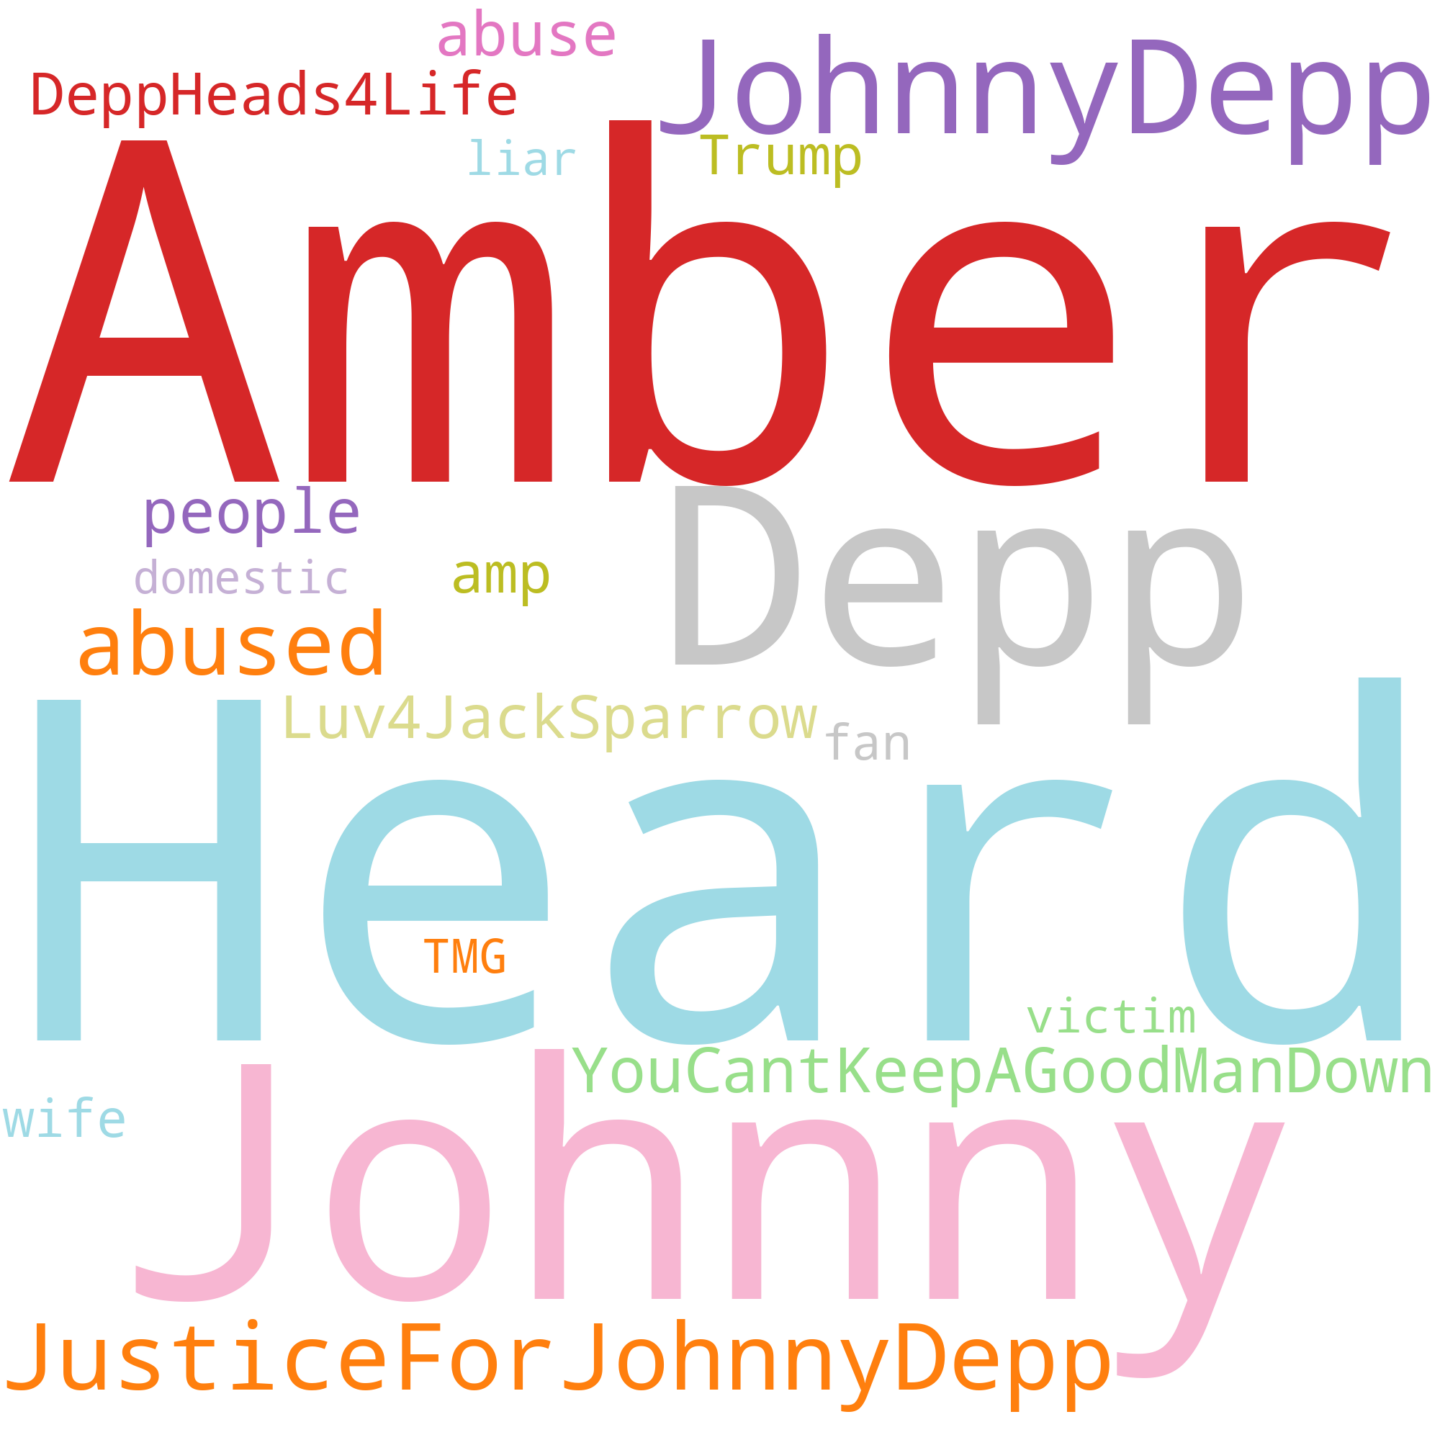 abuse
JohnnyDepp
DeppHeads4Life
liar
Trump
Amber
people
Depp
domestic
amp
abused
Luv4JackSparrow
fan
Heard
TMG
victim
YouCantKeepAGoodManDown
wife
Johnny
JusticeForJohnnyDepp